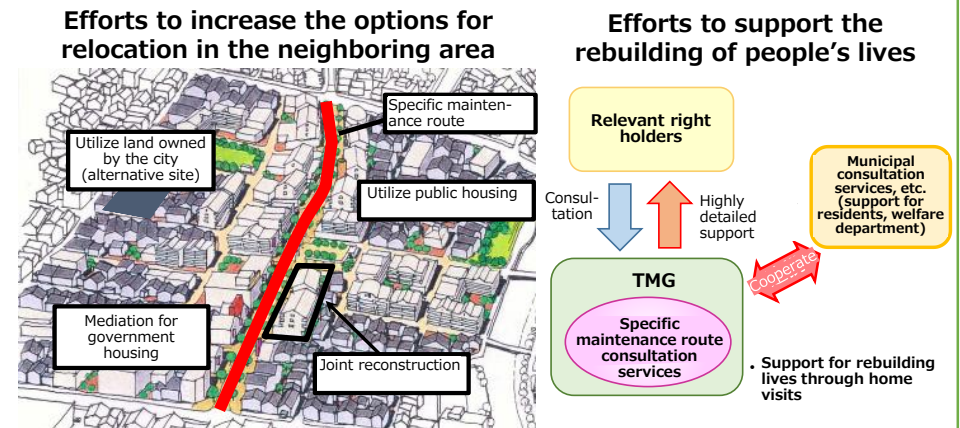 Efforts to increase the options for
relocation in the neighboring area
Specific mainten-
ance route
Utilize land owned
by the city
(alternative site)
Utilize public housing
Mediation for
government
housing
Joint reconstruction
Efforts to support the
rebuilding of people’s lives
Relevant right
holders
Consul-
tation
Highly
detailed
support
Municipal
consultation
services, etc.
(support for
residents, welfare
department)
Cooperate
TMG
Specific
maintenance route
consultation
services
. Support for rebuilding
lives through home
visits